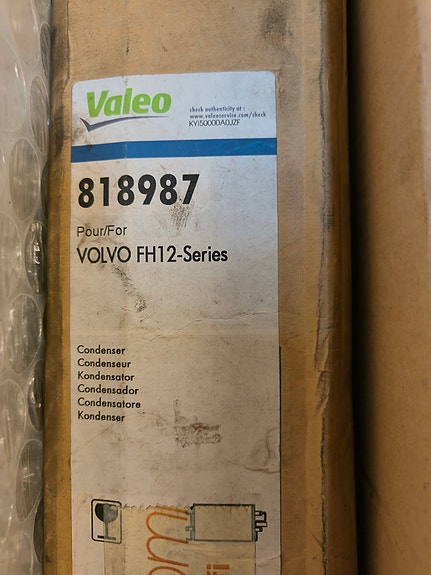 Valeo
check authenticity at :
www.valeoservice.com/check
KY150000A0JZF
818987
Pour/For
VOLVO FH12-Series
Condenser
Condenseur
Kondensator
Condensador
Condensatore
Kondenser